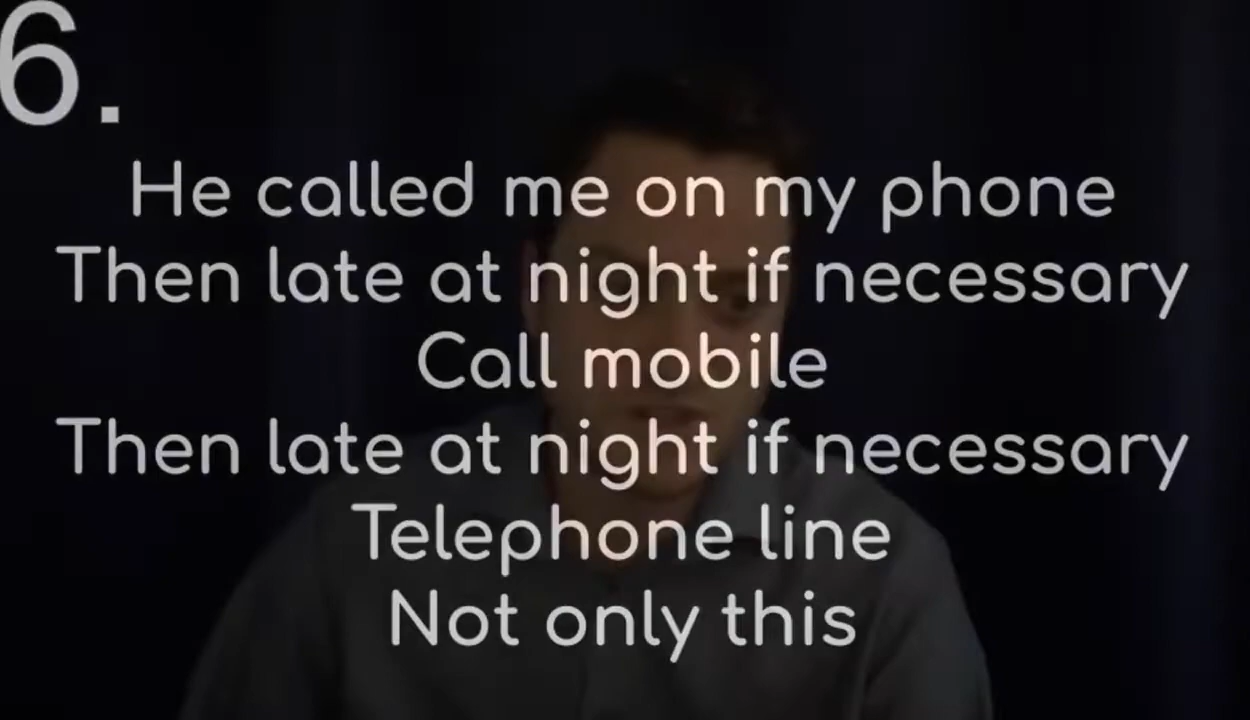 6.
He called me on my phone
Then late at night if necessary
Call mobile
Then late at night if necessary
Telephone line
Not only this